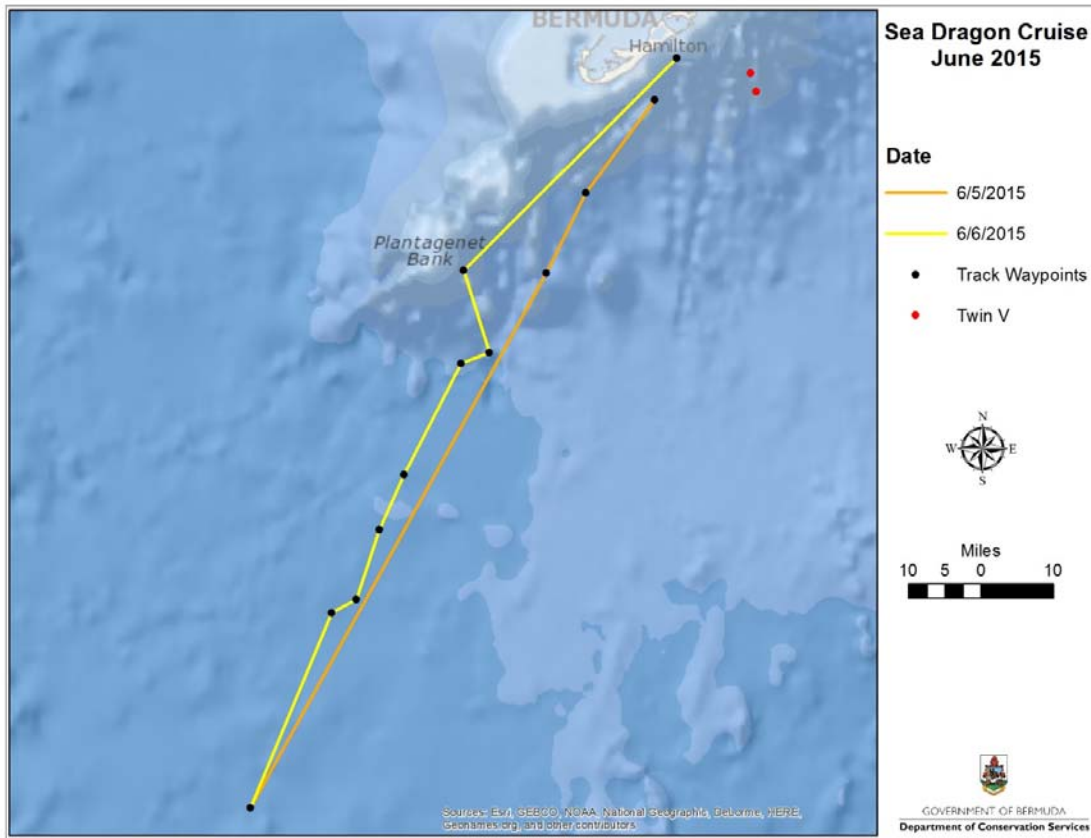 BERMUDA
Hamilton
Plantagenet
Bank
Sources: Esri, GEBCO, NOAA, National Geographic, DeLorme, HERE,
Geonames.org, and other contributors
Sea Dragon Cruise
June 2015
Date
6/5/2015
6/6/2015
Track Waypoints
Twin V
N
W E
S
Miles
10 5 0 10
GOVERNMENT OF BERMUDA
Department of Conservation Services